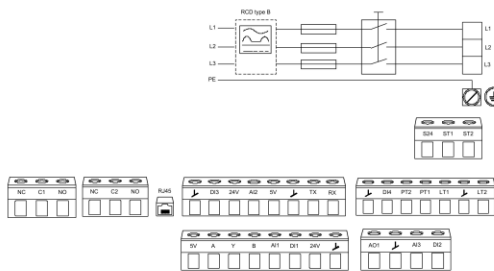 RCD type B
L1 L1
L2 L2
L3 L3
PE
S24 ST1 ST2
NC C1 NO NC C2 NO RJ45 DI3 24V AI2 5V TX RX DI4 PT2 PT1 LT1 LT2
5V A Y B AI1 DI1 24V AO1 AI3 DI2